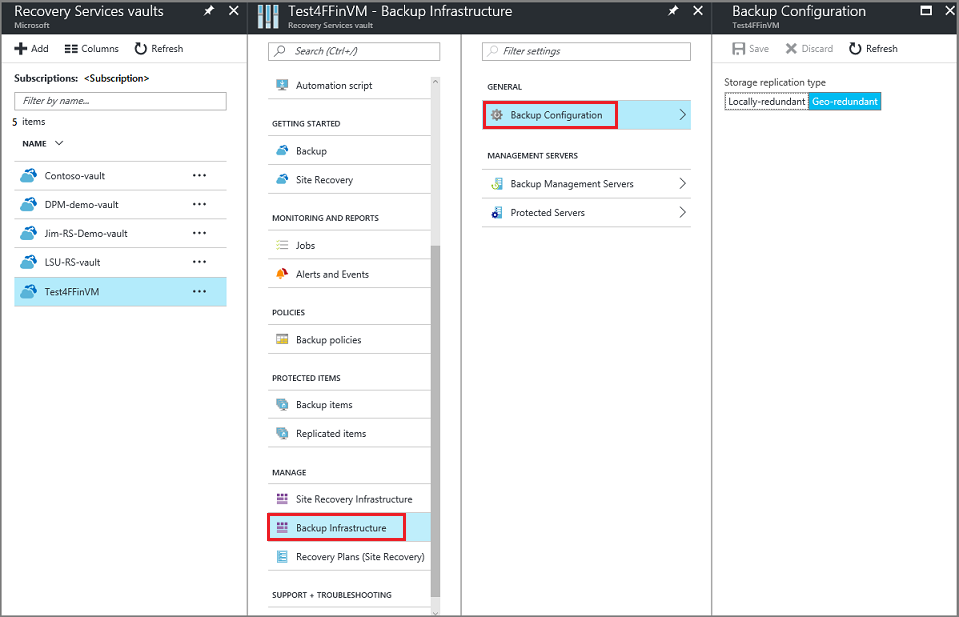 Recovery Services vaults
Microsoft
Add Columns Refresh
Subscriptions: <Subscription>
Filter by name...
5 items
NAME
Contoso-vault ...
DPM-demo-vault ...
Jim-RS-Demo-vault ...
LSU-RS-vault ...
Test4FFinVM ...
Test4FFinVM - Backup Infrastructure
Recovery Services vault
Search (Ctrl+/)
Automation script
GETTING STARTED
Backup
Site Recovery
MONITORING AND REPORTS
Jobs
Alerts and Events
POLICIES
Backup policies
PROTECTED ITEMS
Backup items
Replicated items
MANAGE
Site Recovery Infrastructure
Backup Infrastructure
Recovery Plans (Site Recovery)
SUPPORT + TROUBLESHOOTING
Filter settings
GENERAL
Backup Configuration
MANAGEMENT SERVERS
Backup Management Servers
Protected Servers
Backup Configuration
Test4FFinVM
Save Discard Refresh
Storage replication type
Locally-redundant Geo-redundant